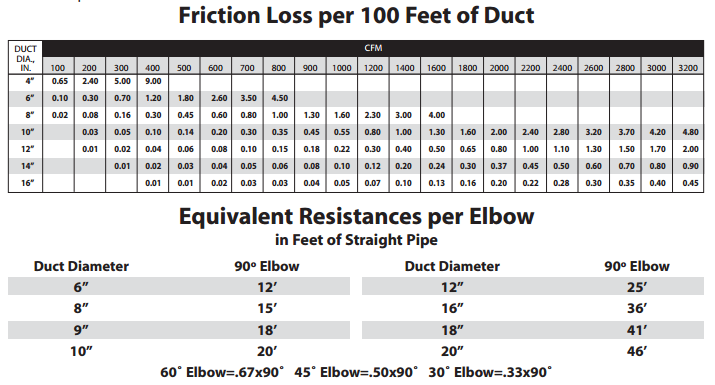 Friction Loss per 100 Feet of Duct
DUCT DIA., IN. CFM
100 200 300 400 500 600 700 800 900 1000 1200 1400 1600 1800 2000 2200 2400 2600 2800 3000 3200
4” 0.65 2.40 5.00 9.00
6” 0.10 0.30 0.70 1.20 1.80 2.60 3.50 4.50
8” 0.02 0.08 0.16 0.30 0.45 0.60 0.80 1.00 1.30 1.60 2.30 3.00 4.00
10” 0.03 0.05 0.10 0.14 0.20 0.30 0.35 0.45 0.55 0.80 1.00 1.30 1.60 2.00 2.40 2.80 3.20 3.70 4.20 4.80
12” 0.01 0.02 0.04 0.06 0.08 0.10 0.15 0.18 0.22 0.30 0.40 0.50 0.65 0.80 1.00 1.10 1.30 1.50 1.70 2.00
14” 0.01 0.02 0.03 0.04 0.05 0.06 0.08 0.10 0.12 0.20 0.24 0.30 0.37 0.45 0.50 0.60 0.70 0.80 0.90
16” 0.01 0.01 0.02 0.03 0.03 0.04 0.05 0.07 0.10 0.13 0.16 0.20 0.22 0.28 0.30 0.35 0.40 0.45
Equivalent Resistances per Elbow
in Feet of Straight Pipe
Duct Diameter 90º Elbow Duct Diameter 90º Elbow
6” 12’ 12” 25’
8” 15’ 16” 36’
9” 18’ 18” 41’
10” 20’ 20” 46’
60˚ Elbow=.67x90˚ 45˚ Elbow=.50x90˚ 30˚ Elbow=.33x90˚